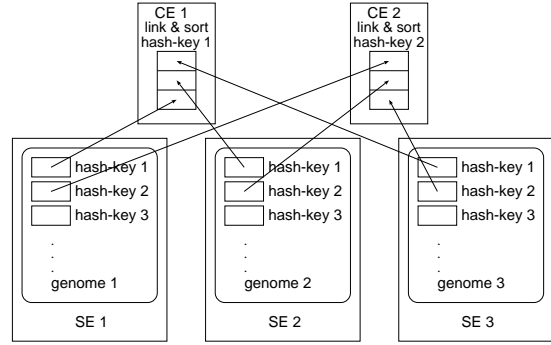 CE 1
link & sort
hash-key 1
CE 2
link & sort
hash-key 2
hash-key 1
hash-key 2
hash-key 3
.
.
.
genome 1
SE 1
hash-key 1
hash-key 2
hash-key 3
.
.
.
genome 2
SE 2
hash-key 1
hash-key 2
hash-key 3
.
.
.
genome 3
SE 3